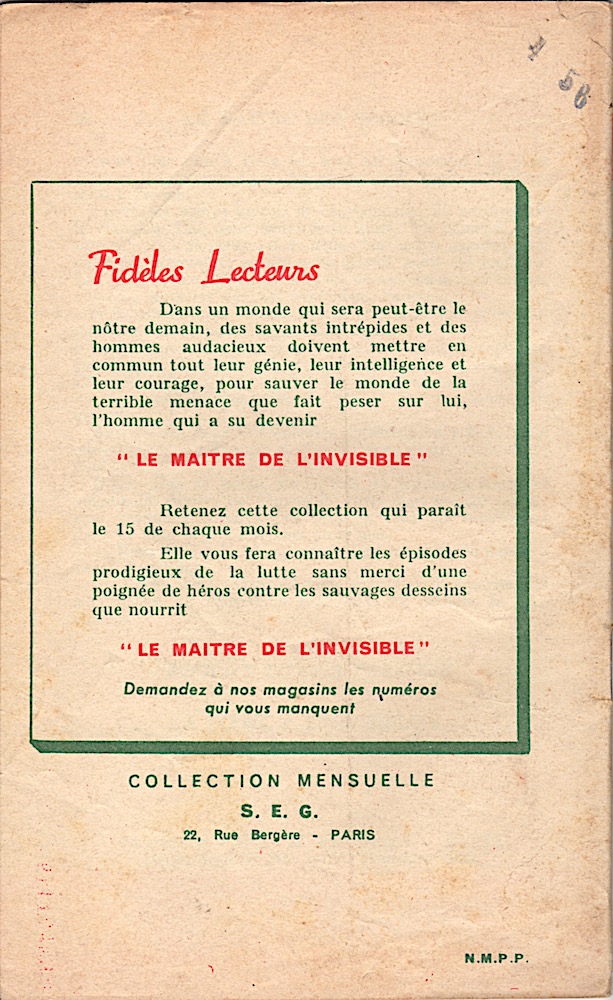 58
Fidèles Lecteurs
Dans un monde qui sera peut-être le
nôtre demain, des savants intrépides et des
hommes audacieux doivent mettre en
commun tout leur génie, leur intelligence et
leur courage, pour sauver le monde de la
terrible menace que fait peser sur lui,
l'homme qui a su devenir
" LE MAITRE DE L'INVISIBLE "
Retenez cette collection qui paraît
le 15 de chaque mois.
Elle vous fera connaître les épisodes
prodigieux de la lutte sans merci d'une
poignée de héros contre les sauvages desseins
que nourrit
" LE MAITRE DE L'INVISIBLE "
Demandez à nos magasins les numéros
qui vous manquent
COLLECTION MENSUELLE
S. E. G.
22, Rue Bergère - PARIS
N.M.P.P.